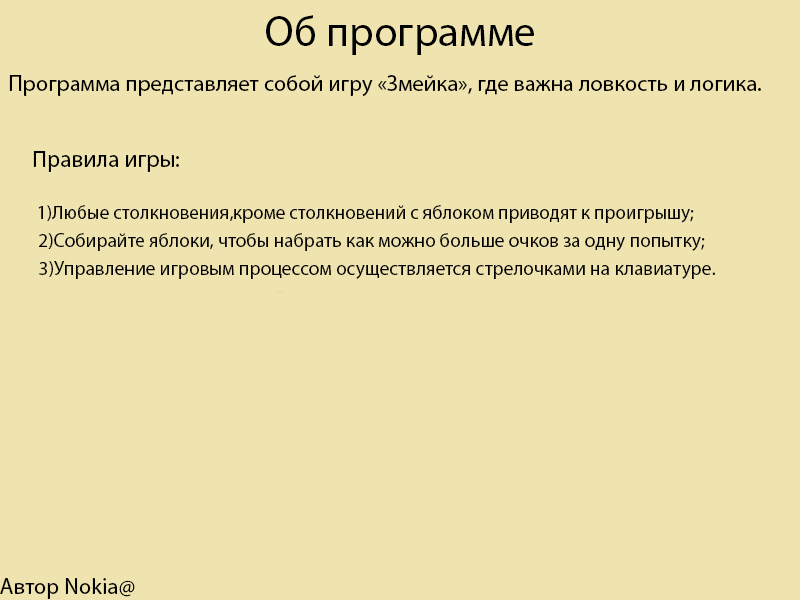 Об программе
Программа представляет собой игру «Змейка», где важна ловкость и логика.
Правила игры:
1)Любые столкновения,кроме столкновений с яблоком приводят к проигрышу;
2)Собирайте яблоки, чтобы набрать как можно больше очков за одну попытку;
3)Управление игровым процессом осуществляется стрелочками на клавиатуре.
Автор Nokia@